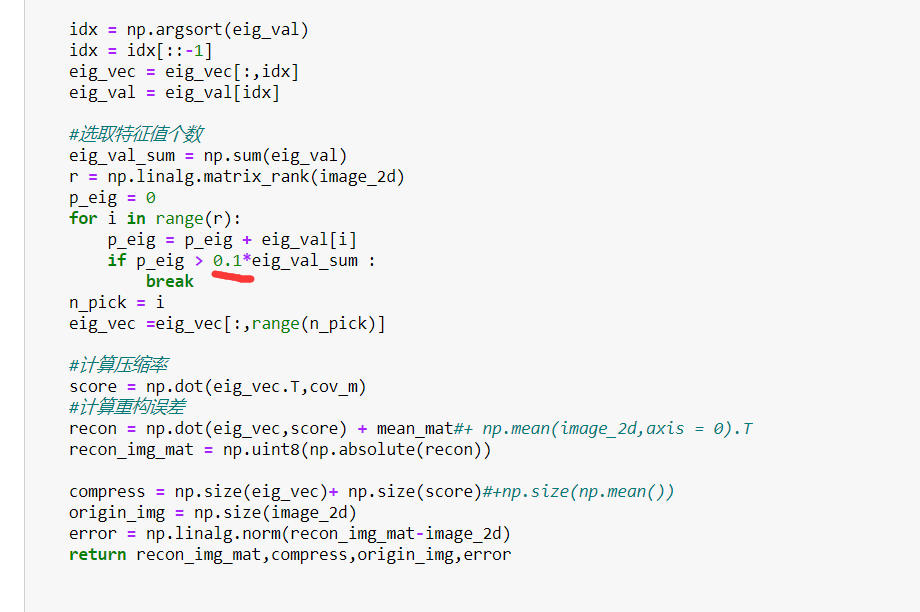 idx = np.argsort(eig_val)
idx = idx[::-1]
eig_vec = eig_vec[:,idx]
eig_val = eig_val[idx]
#选取特征值个数
eig_val_sum = np.sum(eig_val)
r = np.linalg.matrix_rank(image_2d)
p_eig = 0
for i in range(r):
    p_eig = p_eig + eig_val[i]
    if p_eig > 0.1*eig_val_sum :
        break
n_pick = i
eig_vec =eig_vec[:,range(n_pick)]
#计算压缩率
score = np.dot(eig_vec.T,cov_m)
#计算重构误差
recon = np.dot(eig_vec,score) + mean_mat#+ np.mean(image_2d,axis = 0).T
recon_img_mat = np.uint8(np.absolute(recon))
compress = np.size(eig_vec)+ np.size(score)#+np.size(np.mean())
origin_img = np.size(image_2d)
error = np.linalg.norm(recon_img_mat-image_2d)
return recon_img_mat,compress,origin_img,error